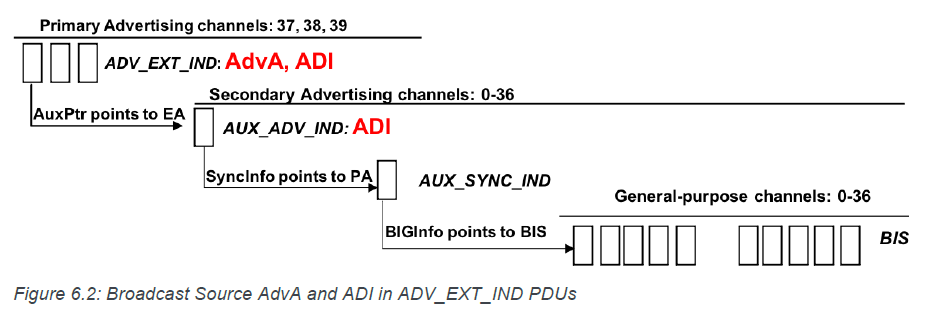 Primary Advertising channels: 37, 38, 39
ADV_EXT_IND: AdvA, ADI
Secondary Advertising channels: 0-36
AuxPtr points to EA
AUX_ADV_IND: ADI
SyncInfo points to PA
AUX_SYNC_IND
General-purpose channels: 0-36
BIGInfo points to BIS
BIS
Figure 6.2: Broadcast Source AdvA and ADI in ADV_EXT_IND PDUs